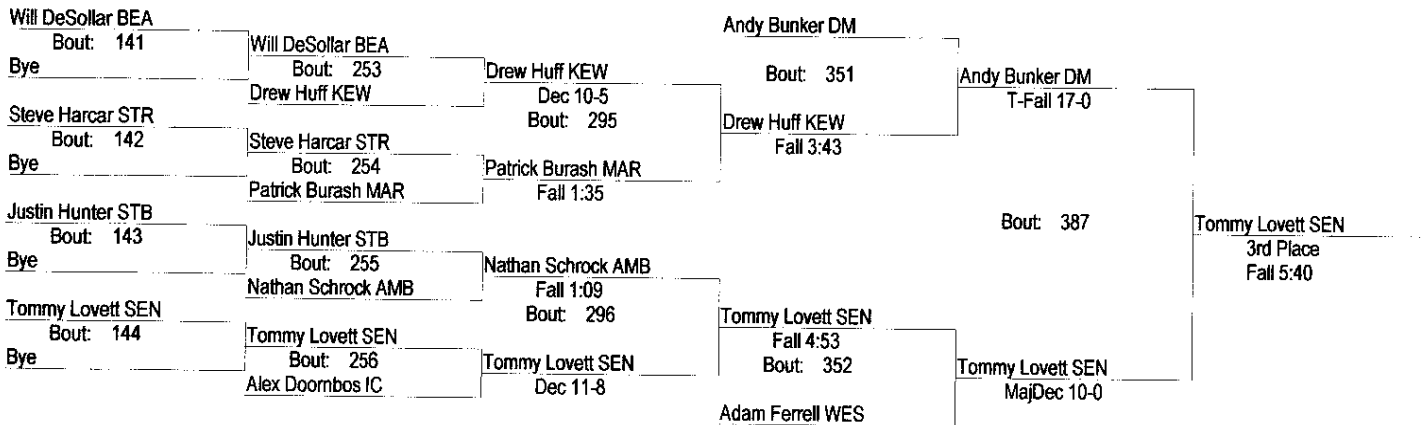 Will DeSollar BEA
Bout: 141
Bye
Steve Harcar STR
Bout: 142
Bye
Justin Hunter STB
Bout: 143
Bye
Tommy Lovett SEN
Bout: 144
Bye
Will DeSollar BEA
Bout: 253
Drew Huff KEW
Steve Harcar STR
Bout: 254
Patrick Burash MAR
Justin Hunter STB
Bout: 255
Nathan Schrock AMB
Tommy Lovett SEN
Bout: 256
Alex Doornbos IC
Drew Huff KEW
Dec 10-5
Bout: 295
Patrick Burash MAR
Fall 1:35
Nathan Schrock AMB
Fall 1:09
Bout: 296
Tommy Lovett SEN
Dec 11-8
Andy Bunker DM
Bout: 351
Drew Huff KEW
Fall 3:43
Tommy Lovett SEN
Fall 4:53
Bout: 352
Adam Ferrell WES
Andy Bunker DM
T-Fall 17-0
Bout: 387
Tommy Lovett SEN
MajDec 10-0
Tommy Lovett SEN
3rd Place
Fall 5:40